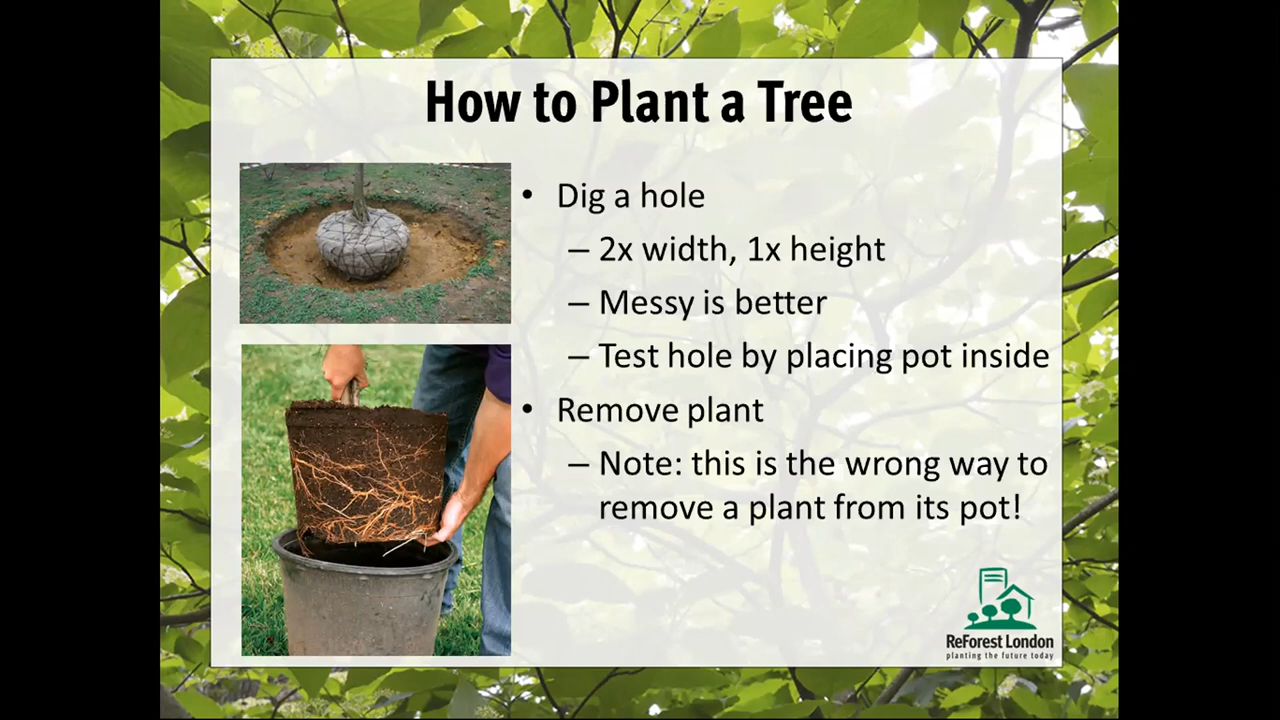 How to Plant a Tree
• Dig a hole
– 2x width, 1x height
– Messy is better
– Test hole by placing pot inside
• Remove plant
– Note: this is the wrong way to
remove a plant from its pot!
ReForest London
planting the future today